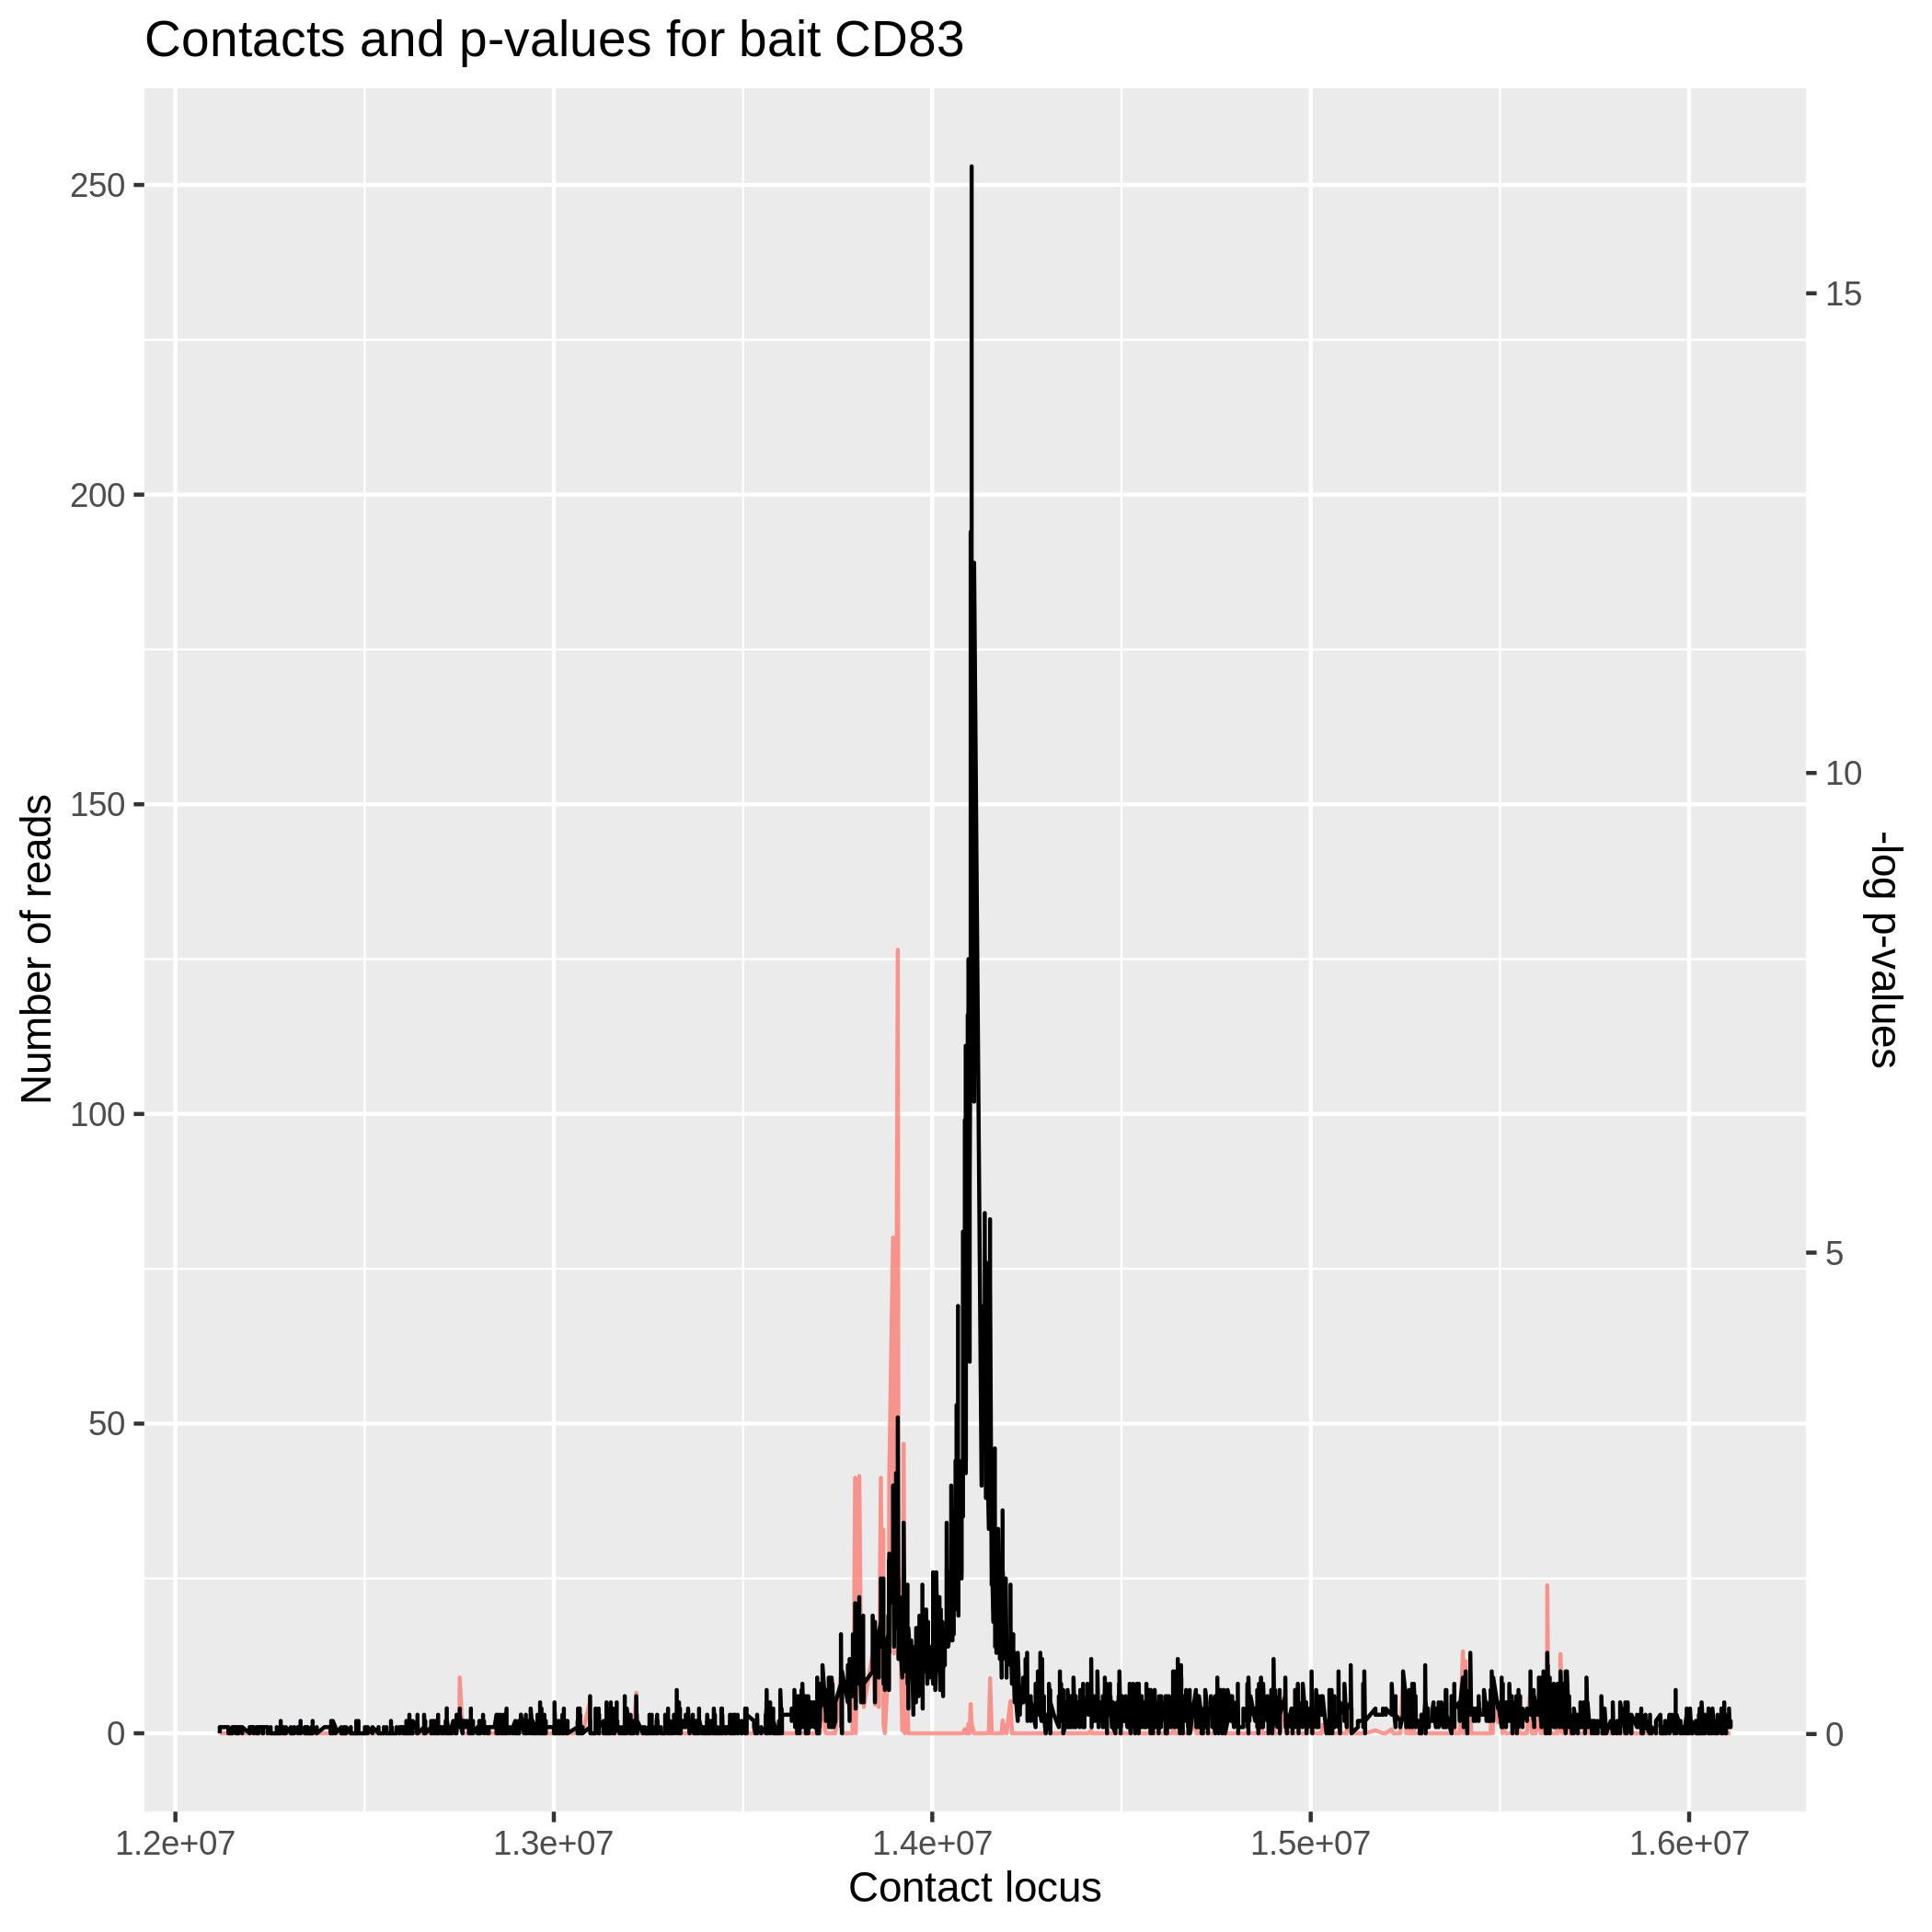 Contacts and p-values for bait CD83
250
200
150
100
50
0
Number of reads
15
10
5
0
-log p-values
1.2e+07 1.3e+07 1.4e+07 1.5e+07 1.6e+07
Contact locus